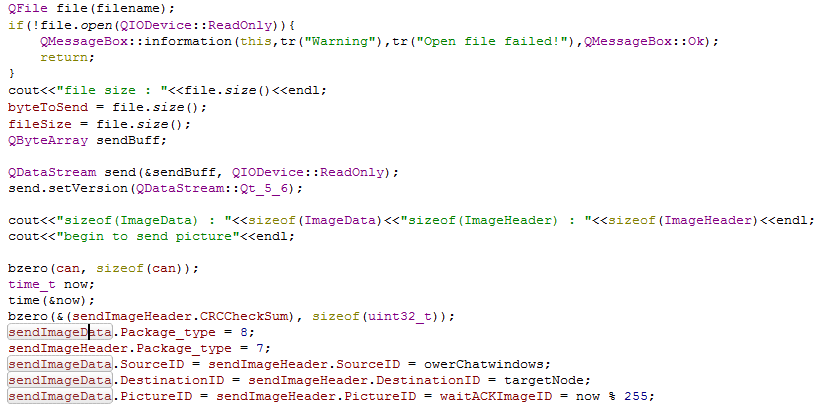 QFile file(filename);
if(!file.open(QIODevice::ReadOnly)){
QMessageBox::information(this,tr("Warning"),tr("Open file failed!"),QMessageBox::Ok);
return;
}
cout<<"file size : "<<file.size()<<endl;
byteToSend = file.size();
fileSize = file.size();
QByteArray sendBuff;
QDataStream send(&sendBuff, QIODevice::ReadOnly);
send.setVersion(QDataStream::Qt_5_6);
cout<<"sizeof(ImageData) : "<<sizeof(ImageData)<<"sizeof(ImageHeader) : "<<sizeof(ImageHeader)<<endl;
cout<<"begin to send picture"<<endl;
bzero(can, sizeof(can));
time_t now;
time(&now);
bzero(&(sendImageHeader.CRCCheckSum), sizeof(uint32_t));
sendImageData.Package_type = 8;
sendImageHeader.Package_type = 7;
sendImageData.SourceID = sendImageHeader.SourceID = owerChatwindows;
sendImageData.DestinationID = sendImageHeader.DestinationID = targetNode;
sendImageData.PictureID = sendImageHeader.PictureID = waitACKImageID = now % 255;